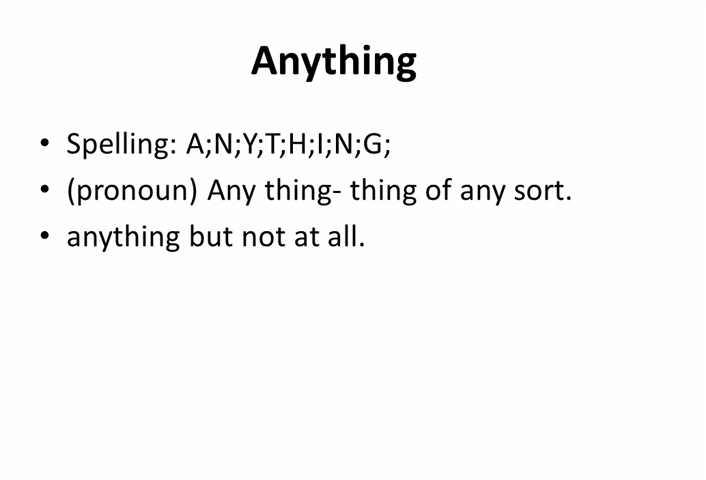 Anything
• Spelling: A;N;Y;T;H;I;N;G;
• (pronoun) Any thing- thing of any sort.
• anything but not at all.